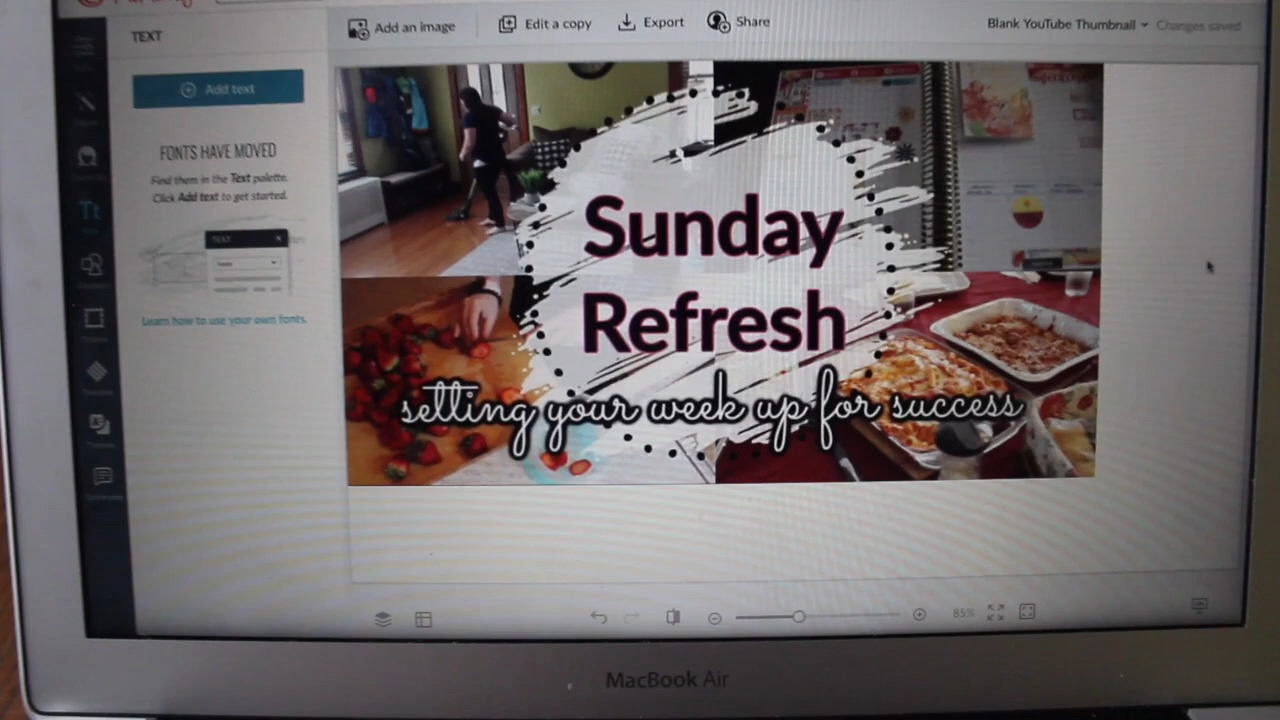 Add an image
Edit a copy
Export
Share
Blank YouTube Thumbnail
Changes saved
TEXT
Add text
FONTS HAVE MOVED
Find them in the Text palette.
Click Add text to get started.
TEXT
Learn how to use your own fonts.
Tt
Sunday
Refresh
setting your week up for success
85%
MacBook Air